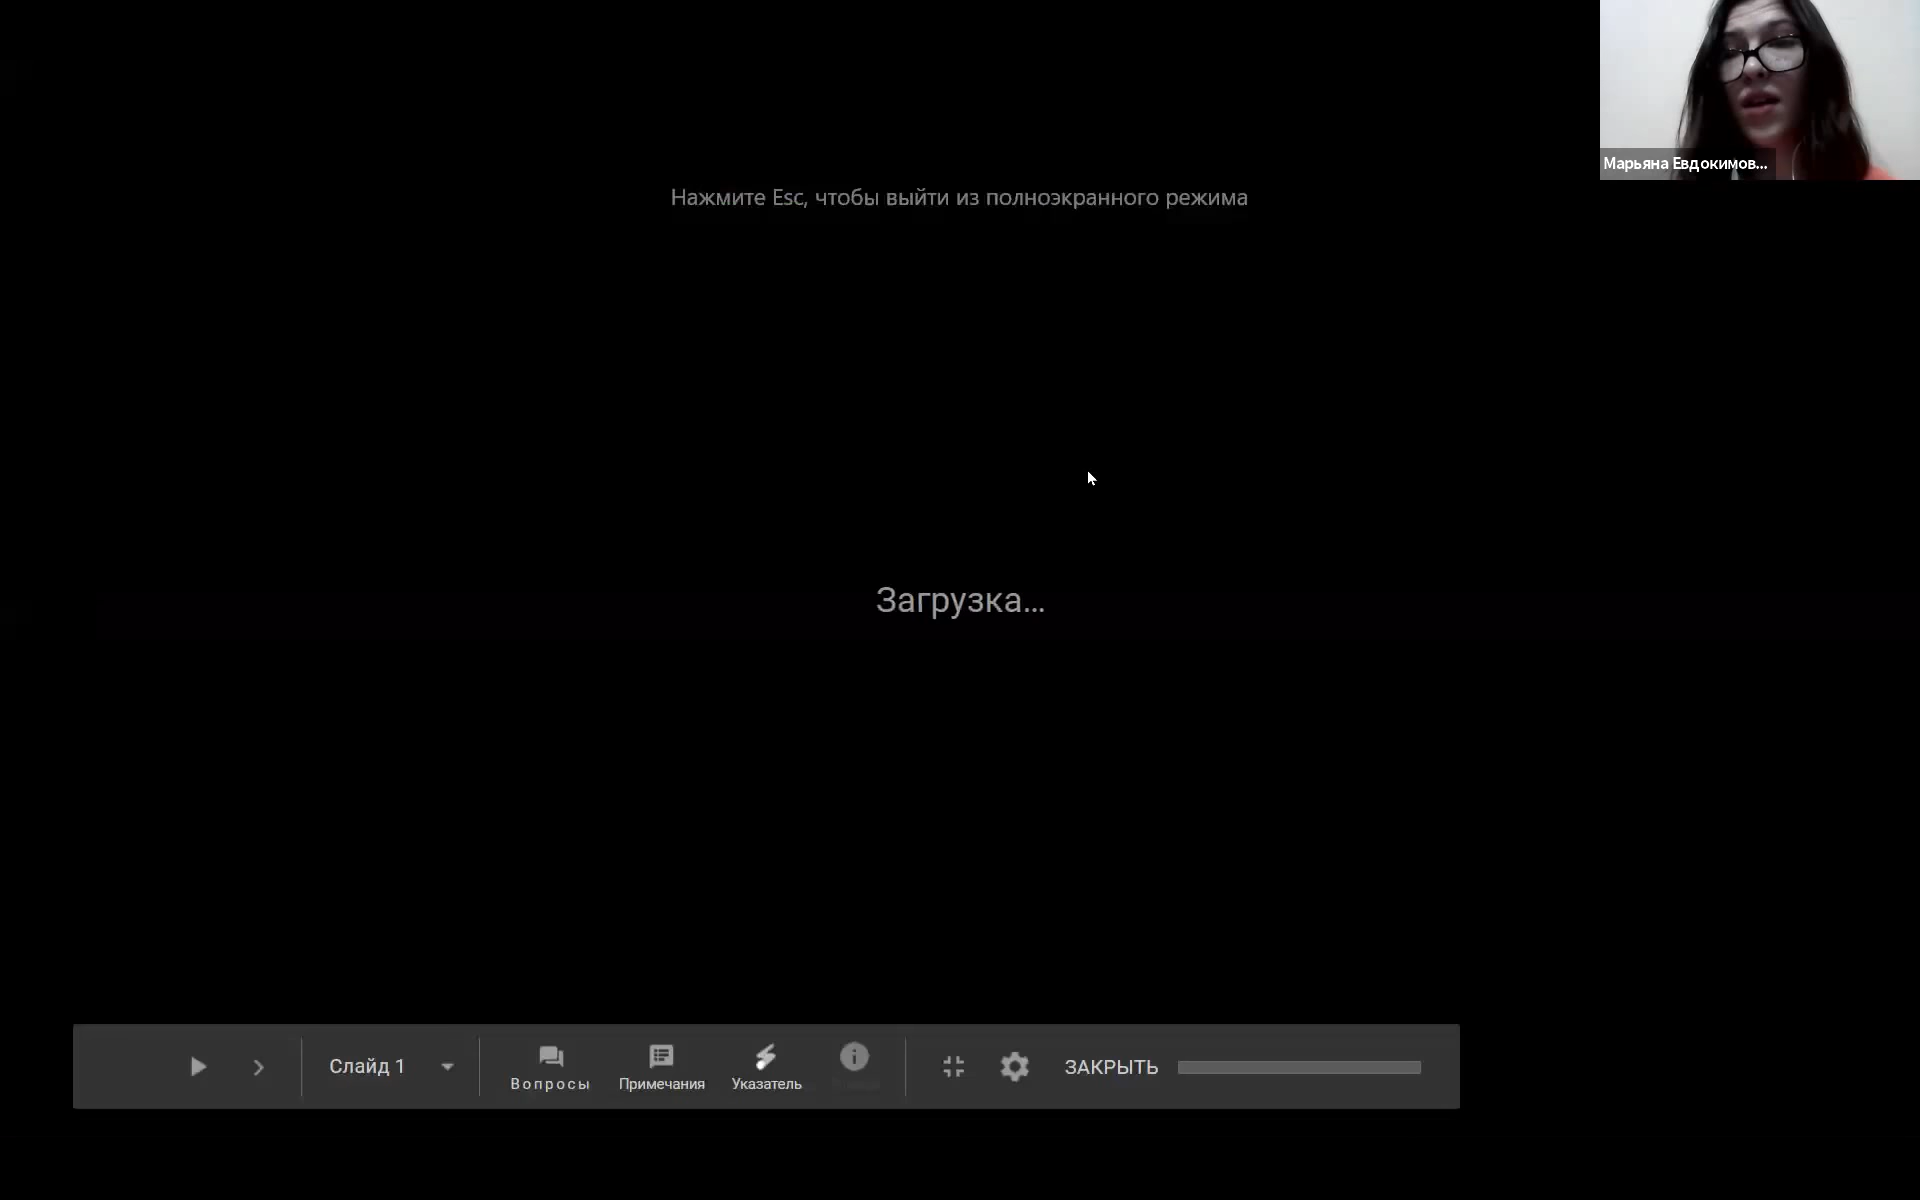 Марьяна Евдокимов...
Нажмите Esc, чтобы выйти из полноэкранного режима
Загрузка...
Слайд 1
Вопросы
Примечания
Указатель
ЗАКРЫТЬ